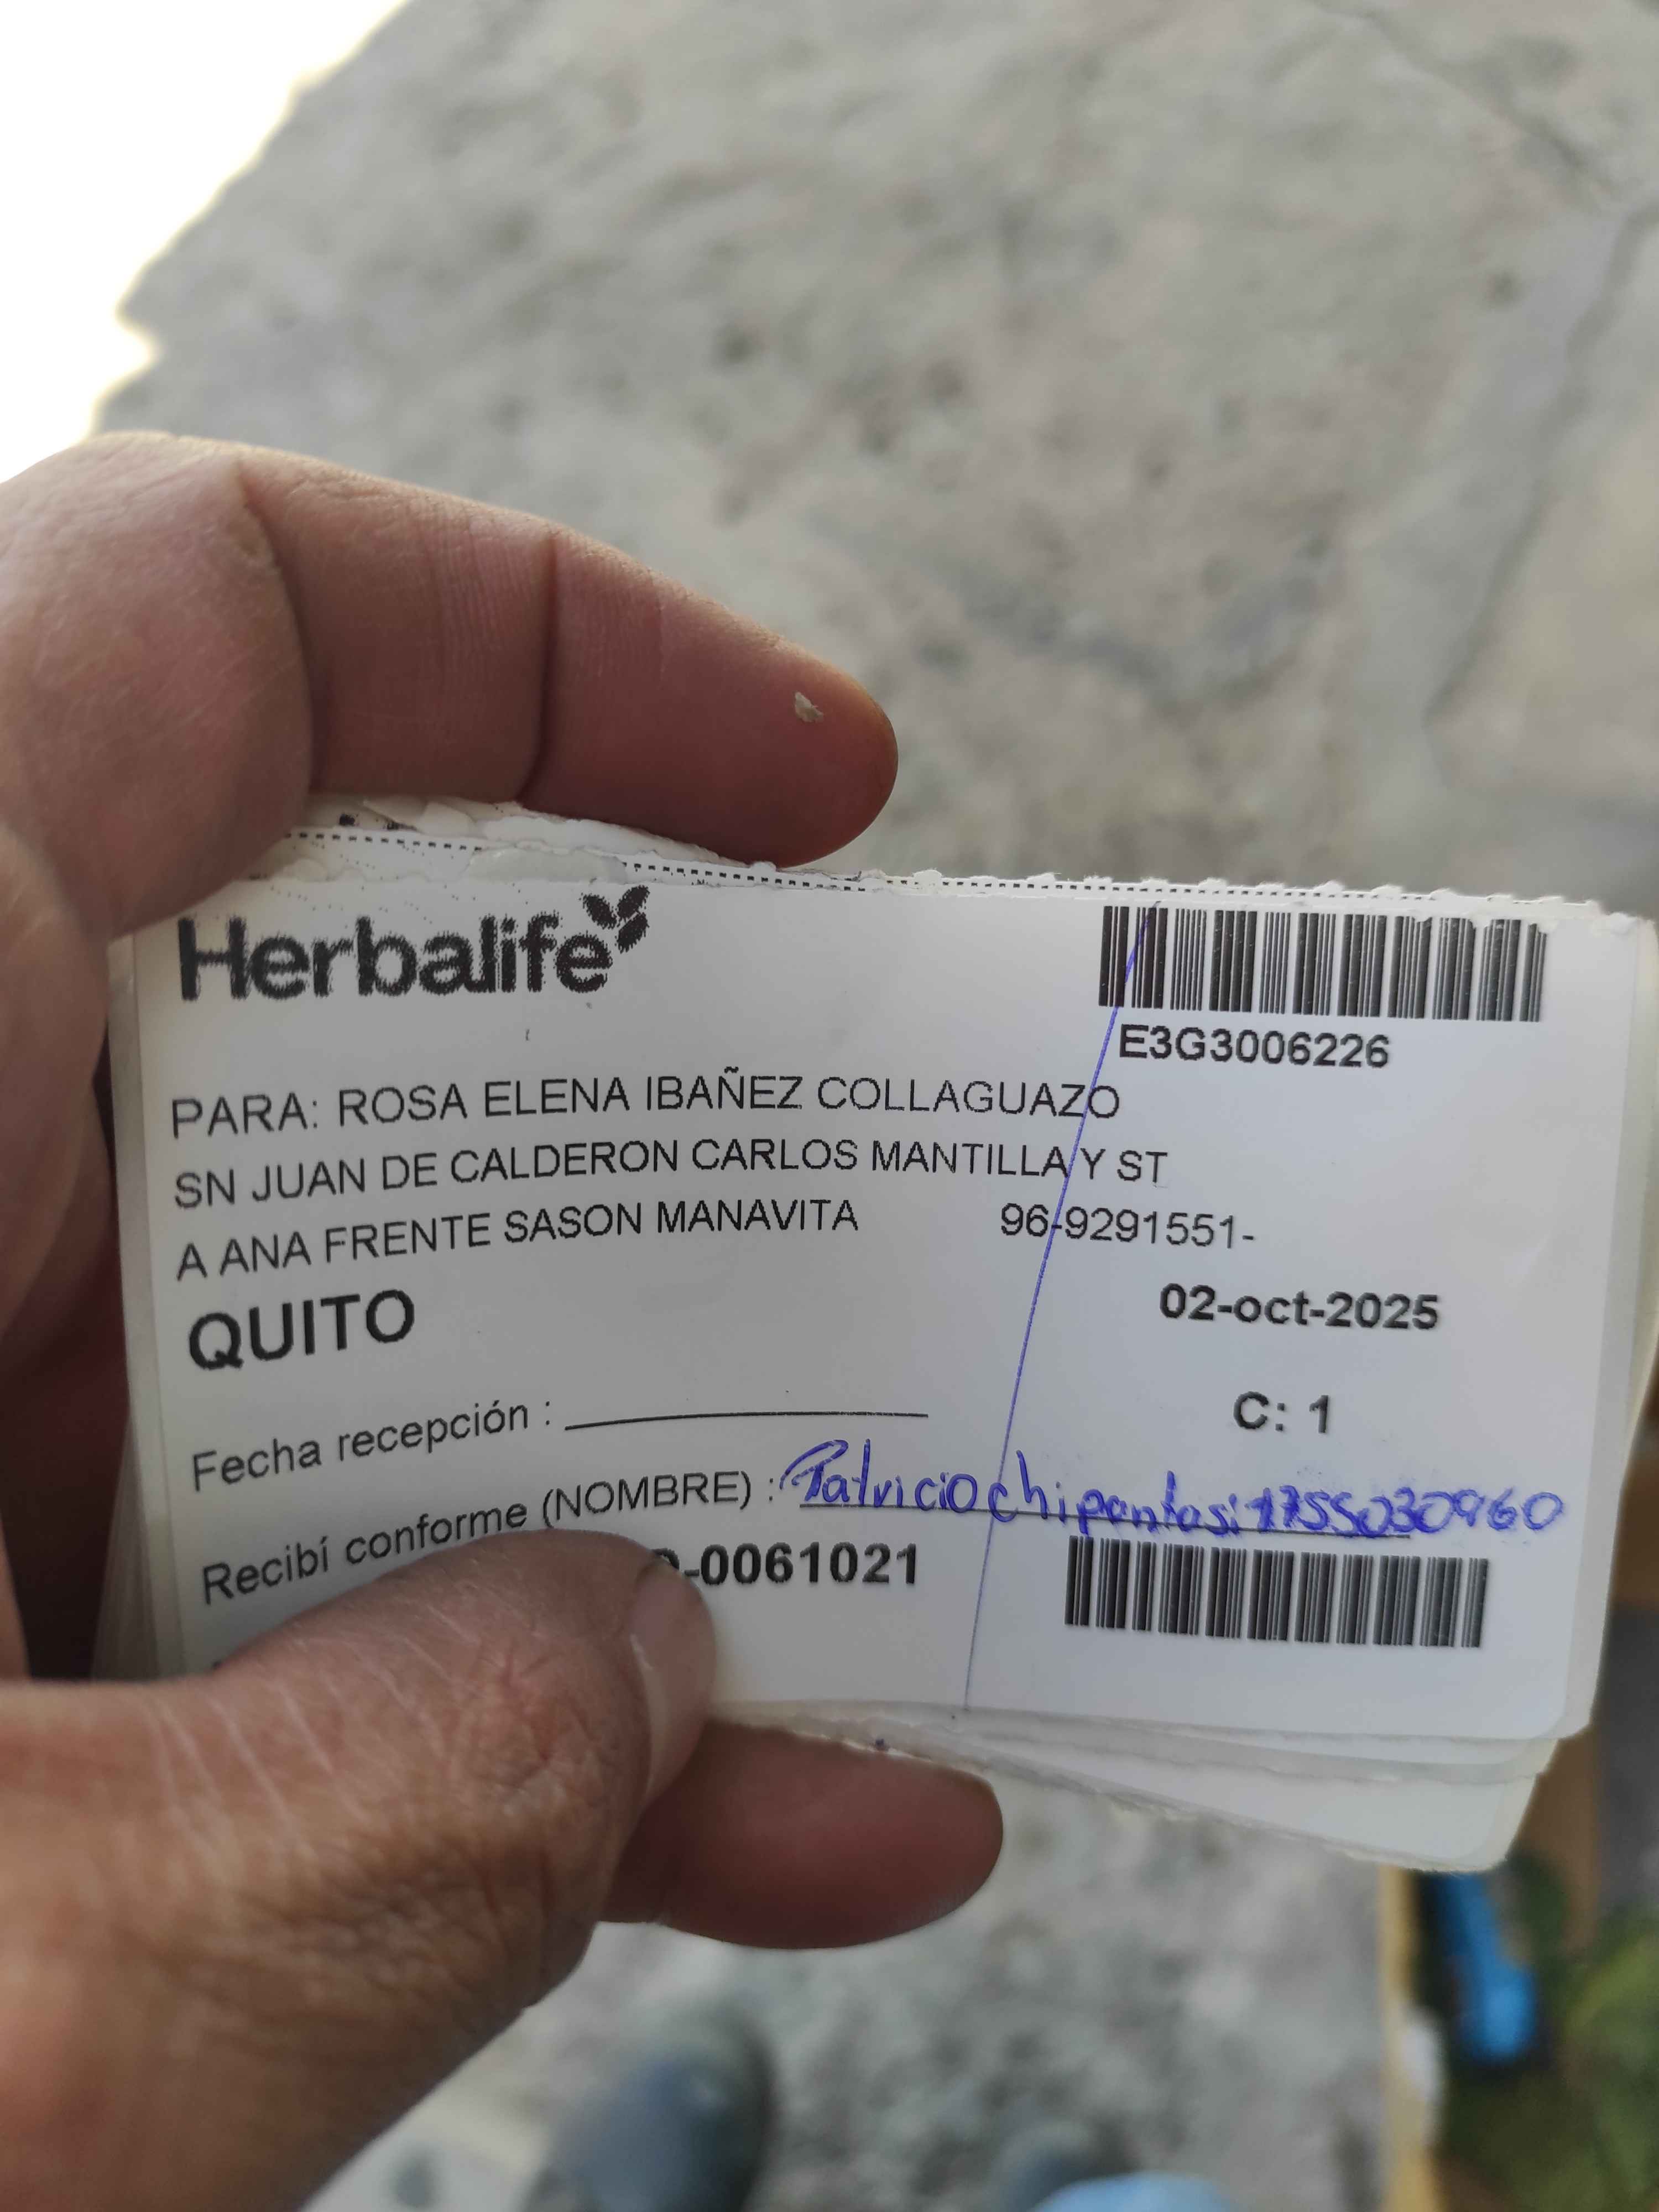 Herbalife
E3G3006226
PARA: ROSA ELENA IBAÑEZ COLLAGUAZO
SN JUAN DE CALDERON CARLOS MANTILLA Y ST
A ANA FRENTE SASON MANAVITA 96-9291551-
QUITO
02-oct-2025
C: 1
Fecha recepción :
Recibí conforme (NOMBRE) : Patricio chipantasi 1755030960
-0061021